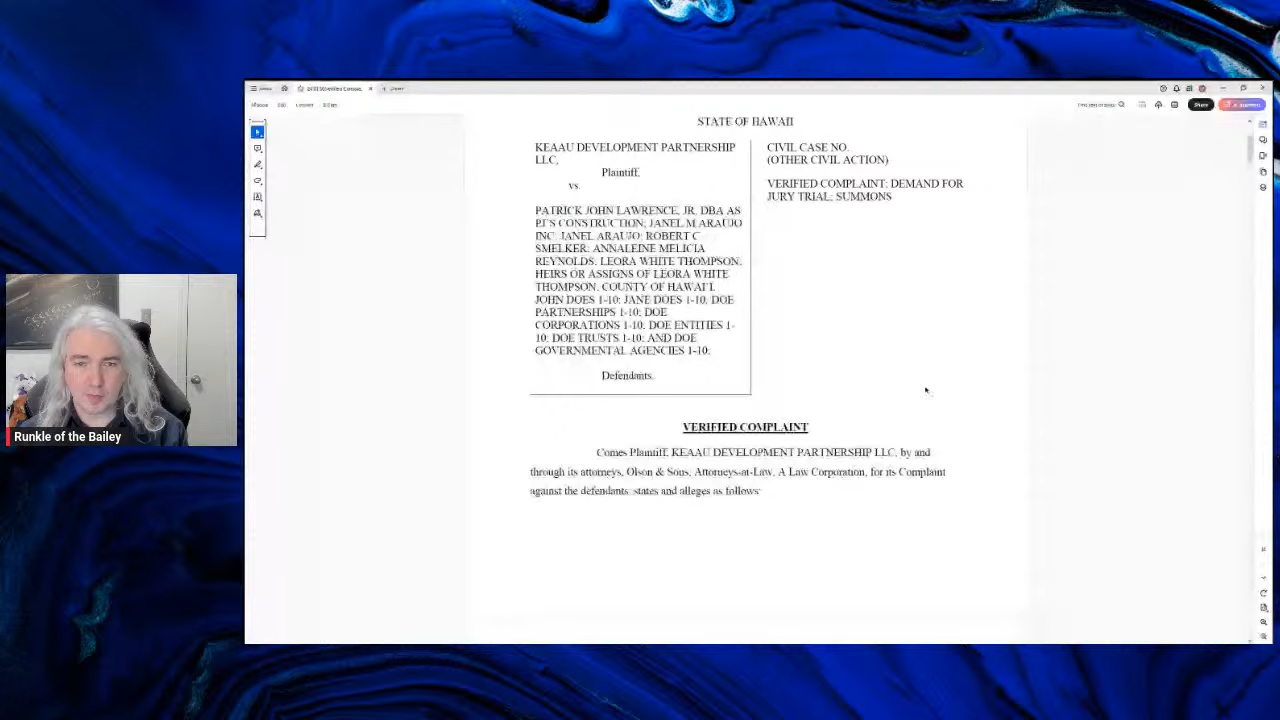 STATE OF HAWAII
KEAAU DEVELOPMENT PARTNERSHIP
LLC,
Plaintiff,
vs.
PATRICK JOHN LAWRENCE, JR. DBA AS
PJ'S CONSTRUCTION; JANEL M ARAUJO
INC; JANEL ARAUJO; ROBERT C
SMELKER; ANNALEINE MELICIA
REYNOLDS; LEORA WHITE THOMPSON;
HEIRS OR ASSIGNS OF LEORA WHITE
THOMPSON; COUNTY OF HAWAI'I;
JOHN DOES 1-10; JANE DOES 1-10; DOE
PARTNERSHIPS 1-10; DOE
CORPORATIONS 1-10; DOE ENTITIES 1-
10; DOE TRUSTS 1-10; AND DOE
GOVERNMENTAL AGENCIES 1-10,
Defendants.
CIVIL CASE NO.
(OTHER CIVIL ACTION)
VERIFIED COMPLAINT; DEMAND FOR
JURY TRIAL; SUMMONS
VERIFIED COMPLAINT
Comes Plaintiff, KEAAU DEVELOPMENT PARTNERSHIP LLC, by and
through its attorneys, Olson & Sons, Attorneys-at-Law, A Law Corporation, for its Complaint
against the defendants, states and alleges as follows:
Share
Runkle of the Bailey